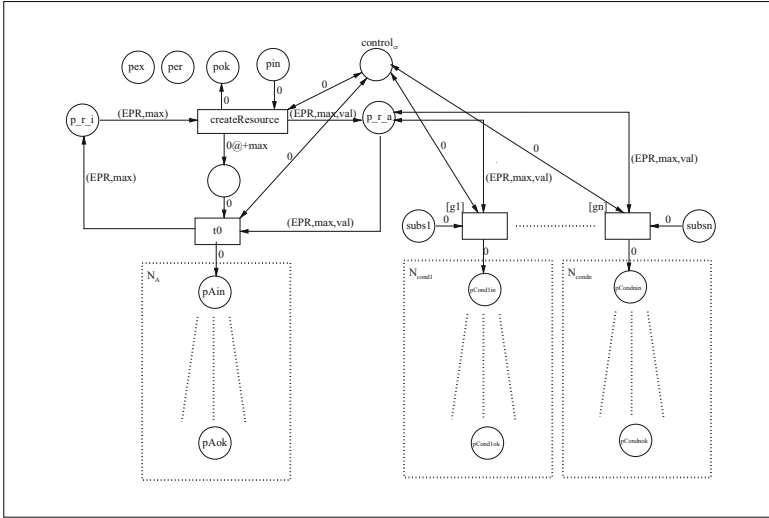 control_cr
pex
per
pok
pin
0
0
0
0
p_r_i
(EPR,max)
createResource
(EPR,max,val)
p_r_a
0@+max
0
0
(EPR,max)
(EPR,max,val)
(EPR,max,val)
0
(EPR,max,val)
0
t0
[g1]
[gn]
subs1
0
0
subsn
0
0
0
N_A
N_cond1
N_condn
pAin
pCond1in
pCondnin
pAok
pCond1ok
pCondnok